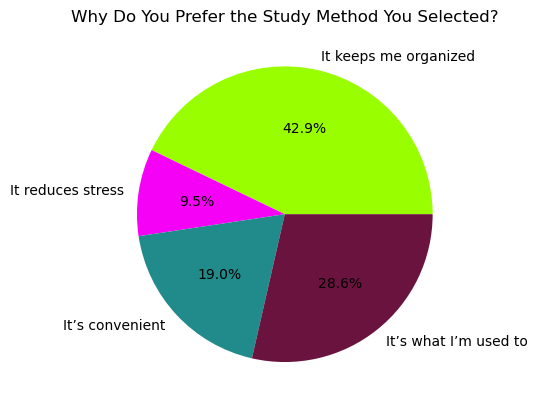 Why Do You Prefer the Study Method You Selected?
It keeps me organized
42.9%
It reduces stress
9.5%
19.0%
28.6%
It’s convenient
It’s what I’m used to